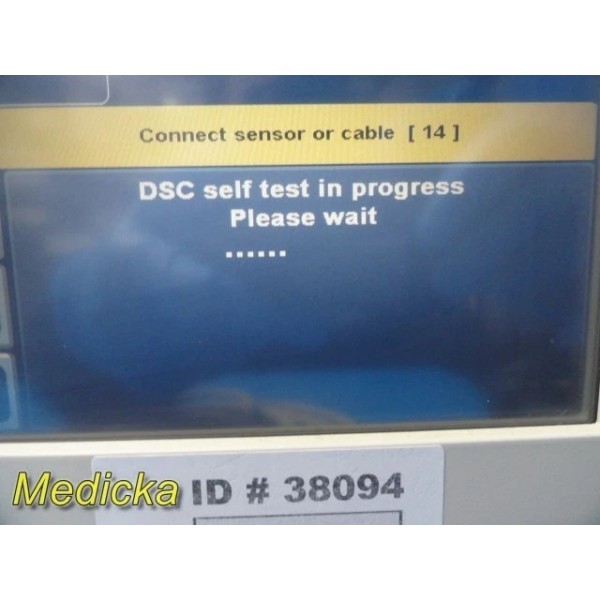 Connect sensor or cable [ 14 ]
DSC self test in progress
Please wait
......
Medicka
ID # 38094